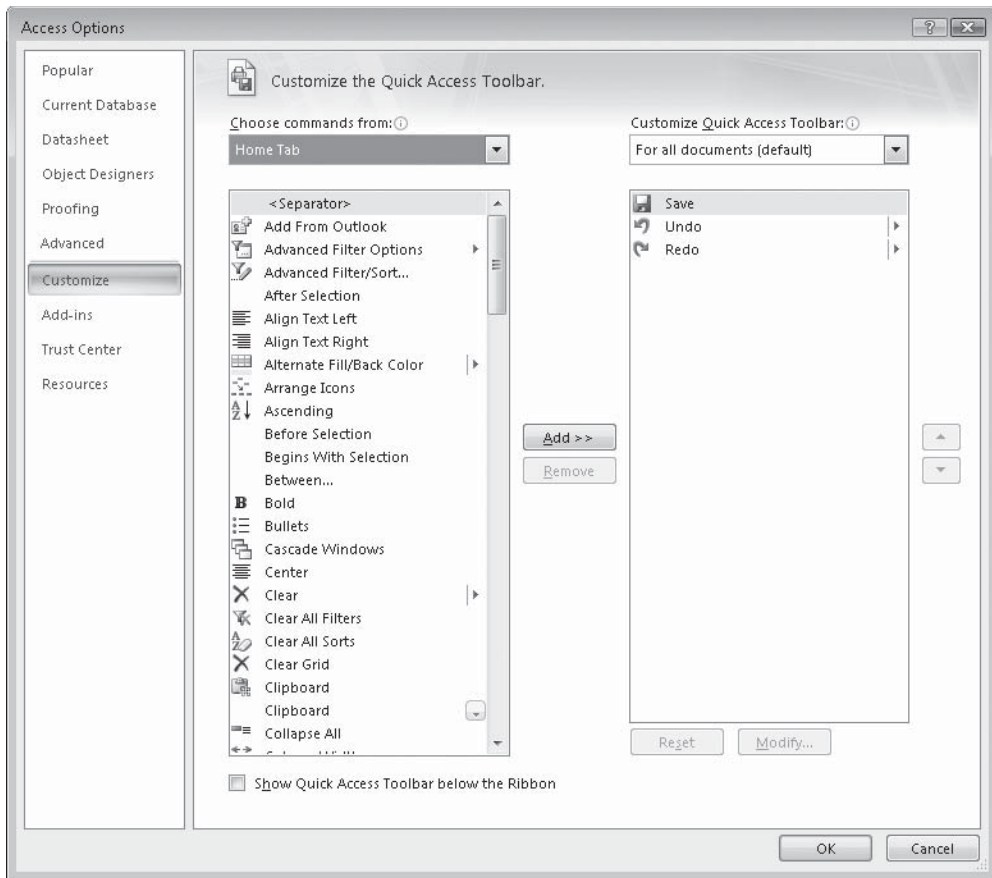 Access Options
Popular
Current Database
Datasheet
Object Designers
Proofing
Advanced
Customize
Add-ins
Trust Center
Resources
Customize the Quick Access Toolbar.
Choose commands from:
Home Tab
<Separator>
Add From Outlook
Advanced Filter Options
Advanced Filter/Sort...
After Selection
Align Text Left
Align Text Right
Alternate Fill/Back Color
Arrange Icons
Ascending
Before Selection
Begins With Selection
Between...
Bold
Bullets
Cascade Windows
Center
Clear
Clear All Filters
Clear All Sorts
Clear Grid
Clipboard
Clipboard
Collapse All
Show Quick Access Toolbar below the Ribbon
Add >>
Remove
Customize Quick Access Toolbar:
For all documents (default)
Save
Undo
Redo
Reset
Modify...
OK
Cancel